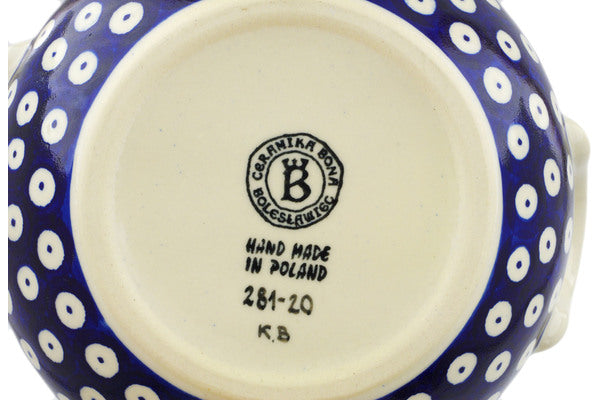 CERAMIKA BONA
B
BOLESŁAWIEC
HAND MADE
IN POLAND
281-20
K.B